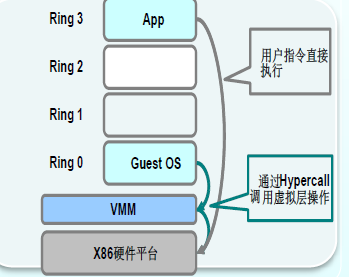 Ring 3
App
用户指令直接
执行
Ring 2
Ring 1
Ring 0
Guest OS
通过Hypercall
调用虚拟层操作
VMM
X86硬件平台